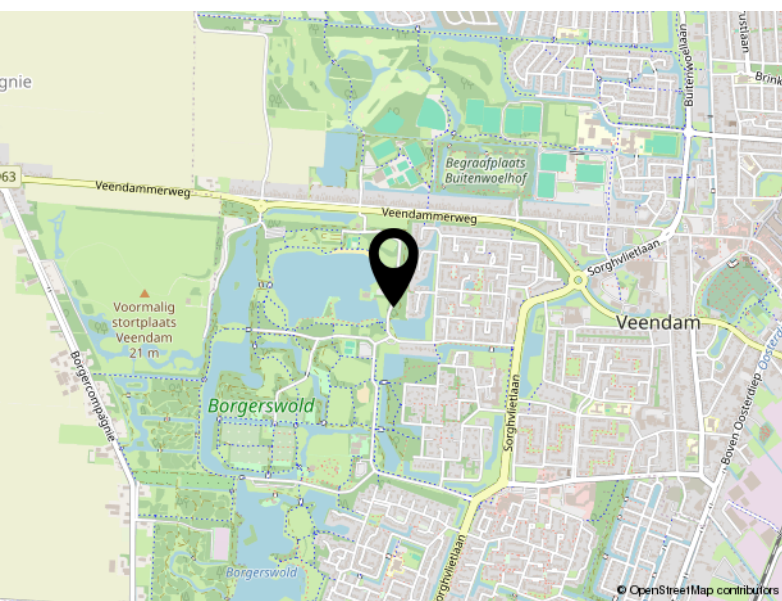 gnie
Buitenwoellaan
Brink
Begraafplaats
Buitenwoelhof
963
Veendammerweg
Veendammerweg
Sorghvlietlaan
Voormalig
stortplaats
Veendam
21 m
Veendam
Borgercompagnie
Borgerswold
Sorghvlietlaan
Boven Oosterdiep
Borgerswold
Sorghvlietlaan
© OpenStreetMap contributors